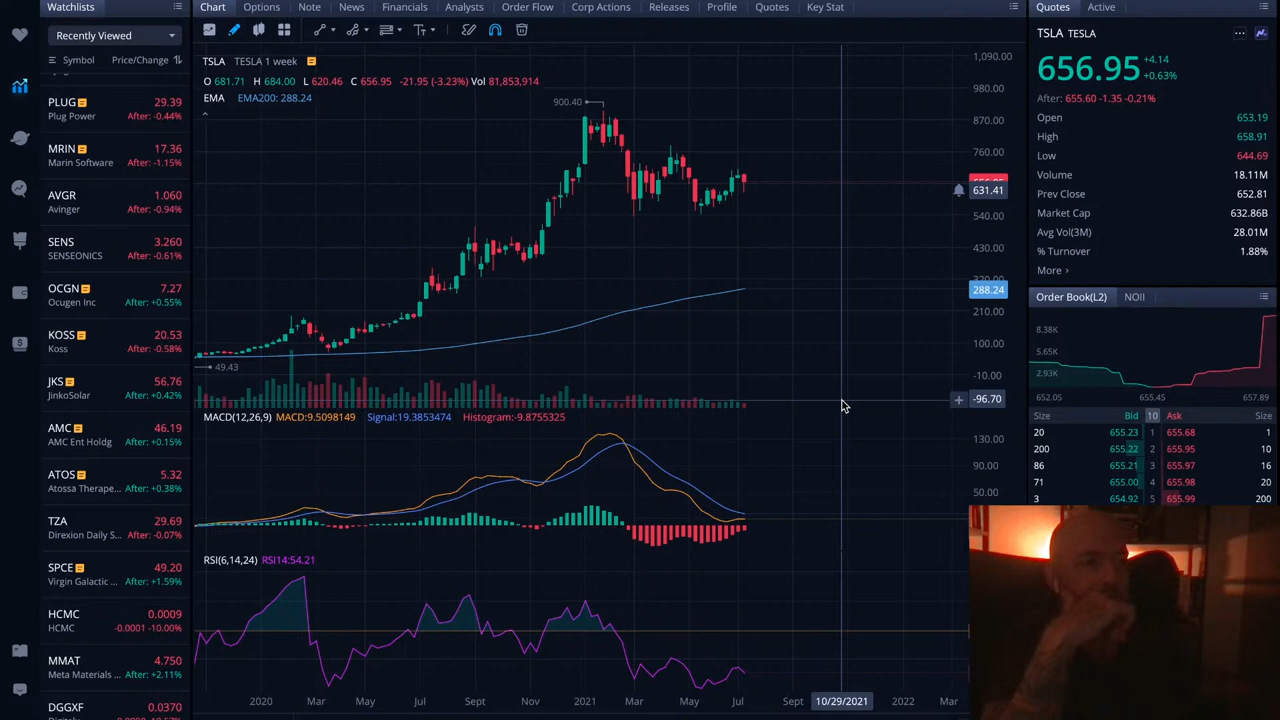 Watchlists
Recently Viewed
Symbol Price/Change
PLUG 29.39
Plug Power After: -0.44%
MRIN 17.36
Marin Software After: -1.15%
AVGR 1.060
Avinger After: -0.94%
SENS 3.260
SENSEONICS After: -0.61%
OCGN 7.27
Ocugen Inc After: +0.55%
KOSS 20.53
Koss After: -0.58%
JKS 56.76
JinkoSolar After: +0.42%
AMC 46.19
AMC Ent Holdg After: +0.15%
ATOS 5.32
Atossa Therape... After: +0.38%
TZA 29.69
Direxion Daily S... After: -0.07%
SPCE 49.20
Virgin Galactic ... After: +1.59%
HCMC 0.0009
HCMC -0.0001 -10.00%
MMAT 4.750
Meta Materials ... After: +2.11%
DGGXF 0.0370
Chart Options Note News Financials Analysts Order Flow Corp Actions Releases Profile Quotes Key Stat
TSLA TESLA 1 week
O 681.71 H 684.00 L 620.46 C 656.95 -21.95 (-3.23%) Vol 81,853,914
EMA EMA200: 288.24
900.40
49.43
1,090.00
980.00
870.00
760.00
631.41
540.00
430.00
320.00
288.24
210.00
100.00
-10.00
-96.70
MACD(12,26,9) MACD:9.5098149 Signal:19.3853474 Histogram:-9.8755325
130.00
90.00
50.00
RSI(6,14,24) RSI14:54.21
2020 Mar May Jul Sept Nov 2021 Mar May Jul Sept 10/29/2021 2022 Mar
Quotes Active
TSLA TESLA
656.95 +4.14
+0.63%
After: 655.60 -1.35 -0.21%
Open 653.19
High 658.91
Low 644.69
Volume 18.11M
Prev Close 652.81
Market Cap 632.86B
Avg Vol(3M) 28.01M
% Turnover 1.88%
More ›
Order Book(L2) NOII
8.38K
5.65K
2.93K
652.05 655.45 657.89
Size Bid 10 Ask Size
20 655.23 1 655.68 1
200 655.22 2 655.95 10
86 655.21 3 655.97 16
71 655.00 4 655.98 20
3 654.92 5 655.99 200